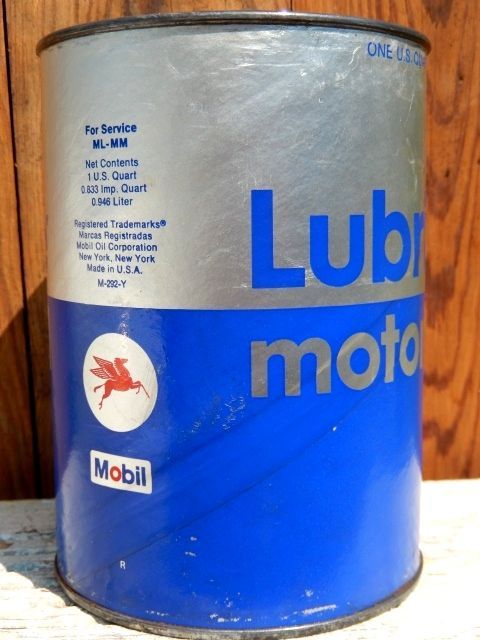 ONE U.S.
For Service
ML-MM
Net Contents
1 U.S. Quart
0.833 Imp. Quart
0.946 Liter
Registered Trademarks®
Marcas Registradas
Mobil Oil Corporation
New York, New York
Made in U.S.A.
M-292-Y
Lubr
moto
Mobil
R